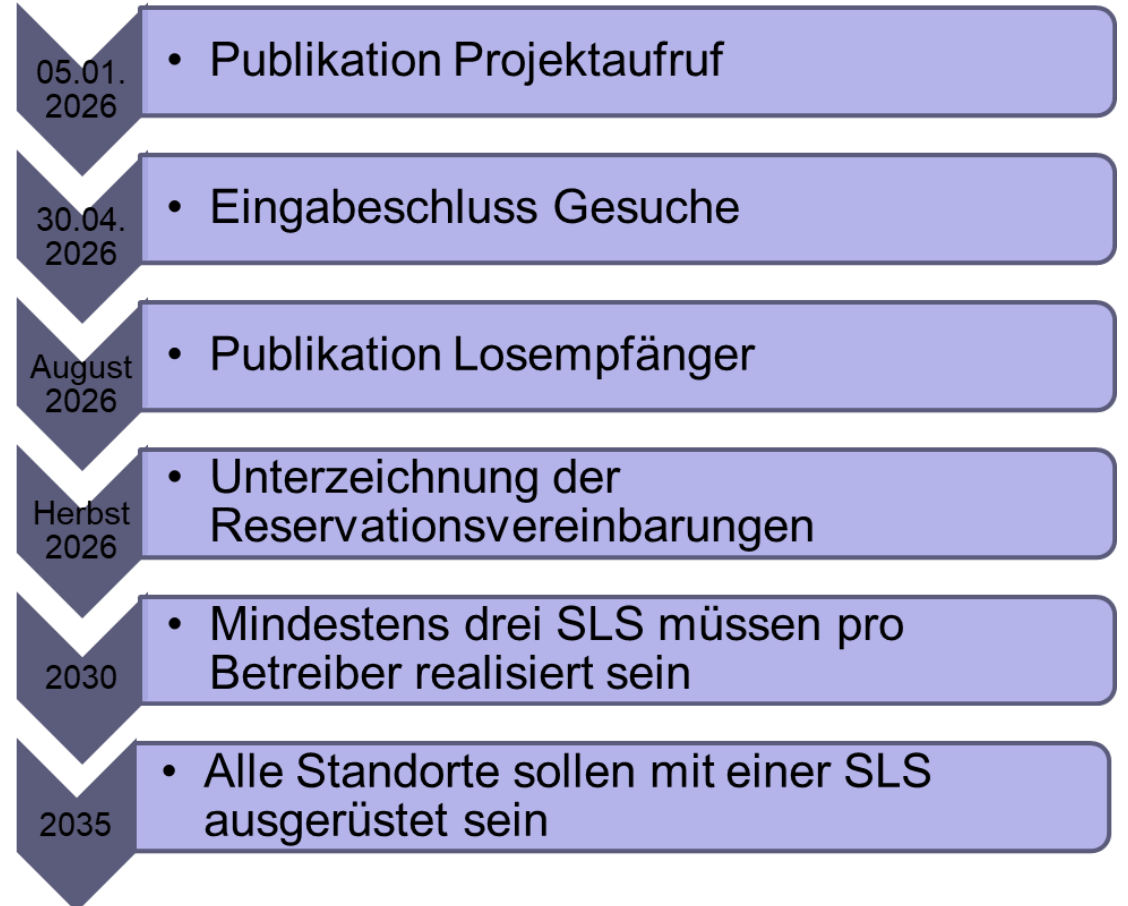 05.01.
2026
• Publikation Projektaufruf
30.04.
2026
• Eingabeschluss Gesuche
August
2026
• Publikation Losempfänger
Herbst
2026
• Unterzeichnung der
Reservationsvereinbarungen
2030
• Mindestens drei SLS müssen pro
Betreiber realisiert sein
2035
• Alle Standorte sollen mit einer SLS
ausgerüstet sein